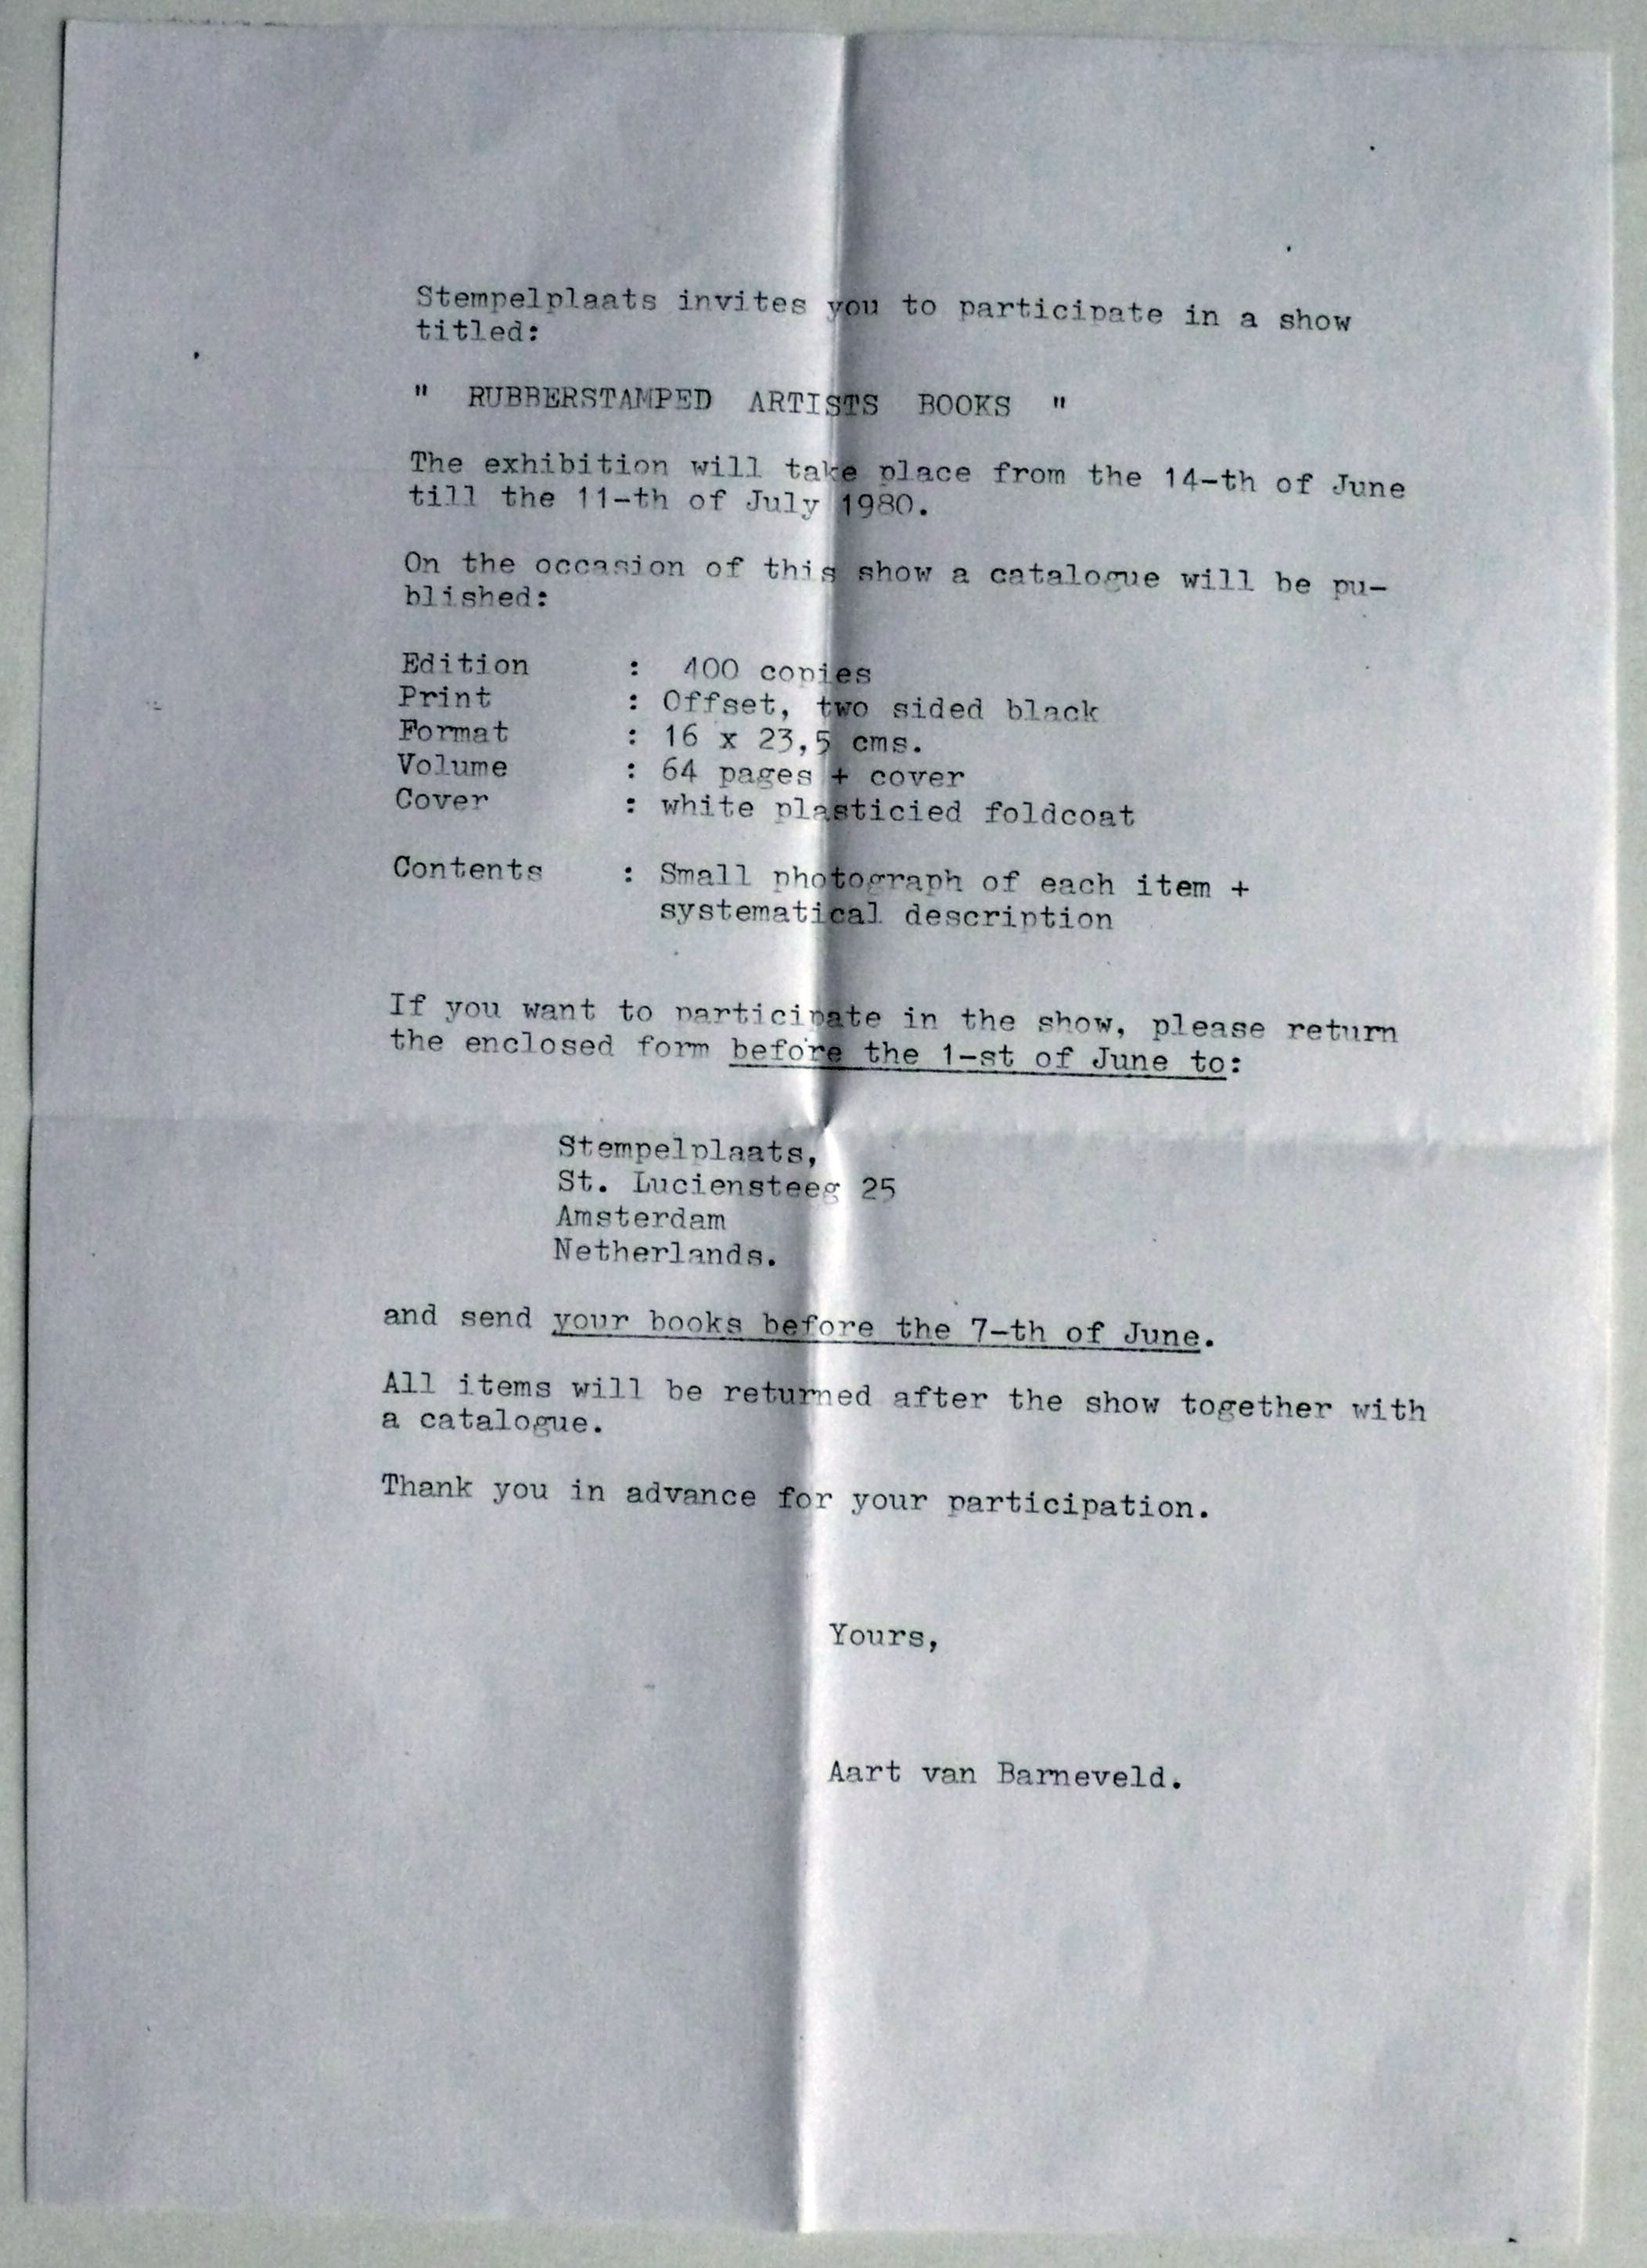 Stempelplaats invites you to participate in a show
titled:
" RUBBERSTAMPED ARTISTS BOOKS "
The exhibition will take place from the 14-th of June
till the 11-th of July 1980.
On the occasion of this show a catalogue will be pu-
blished:
Edition : 400 copies
Print : Offset, two sided black
Format : 16 x 23,5 cms.
Volume : 64 pages + cover
Cover : white plasticied foldcoat
Contents : Small photograph of each item +
systematical description
If you want to participate in the show, please return
the enclosed form before the 1-st of June to:
Stempelplaats,
St. Luciensteeg 25
Amsterdam
Netherlands.
and send your books before the 7-th of June.
All items will be returned after the show together with
a catalogue.
Thank you in advance for your participation.
Yours,
Aart van Barneveld.